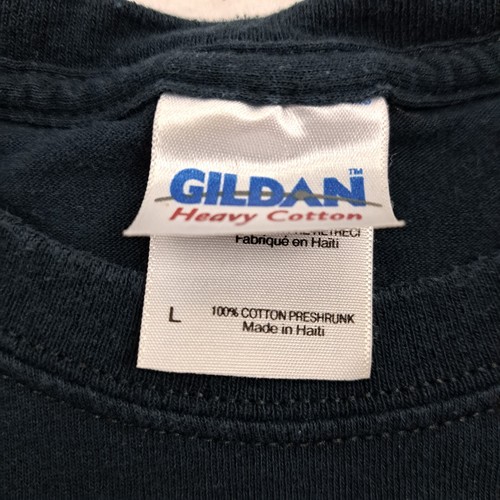 GILDAN™
Heavy Cotton
Fabriqué en Haïti
L
100% COTTON PRESHRUNK
Made in Haiti